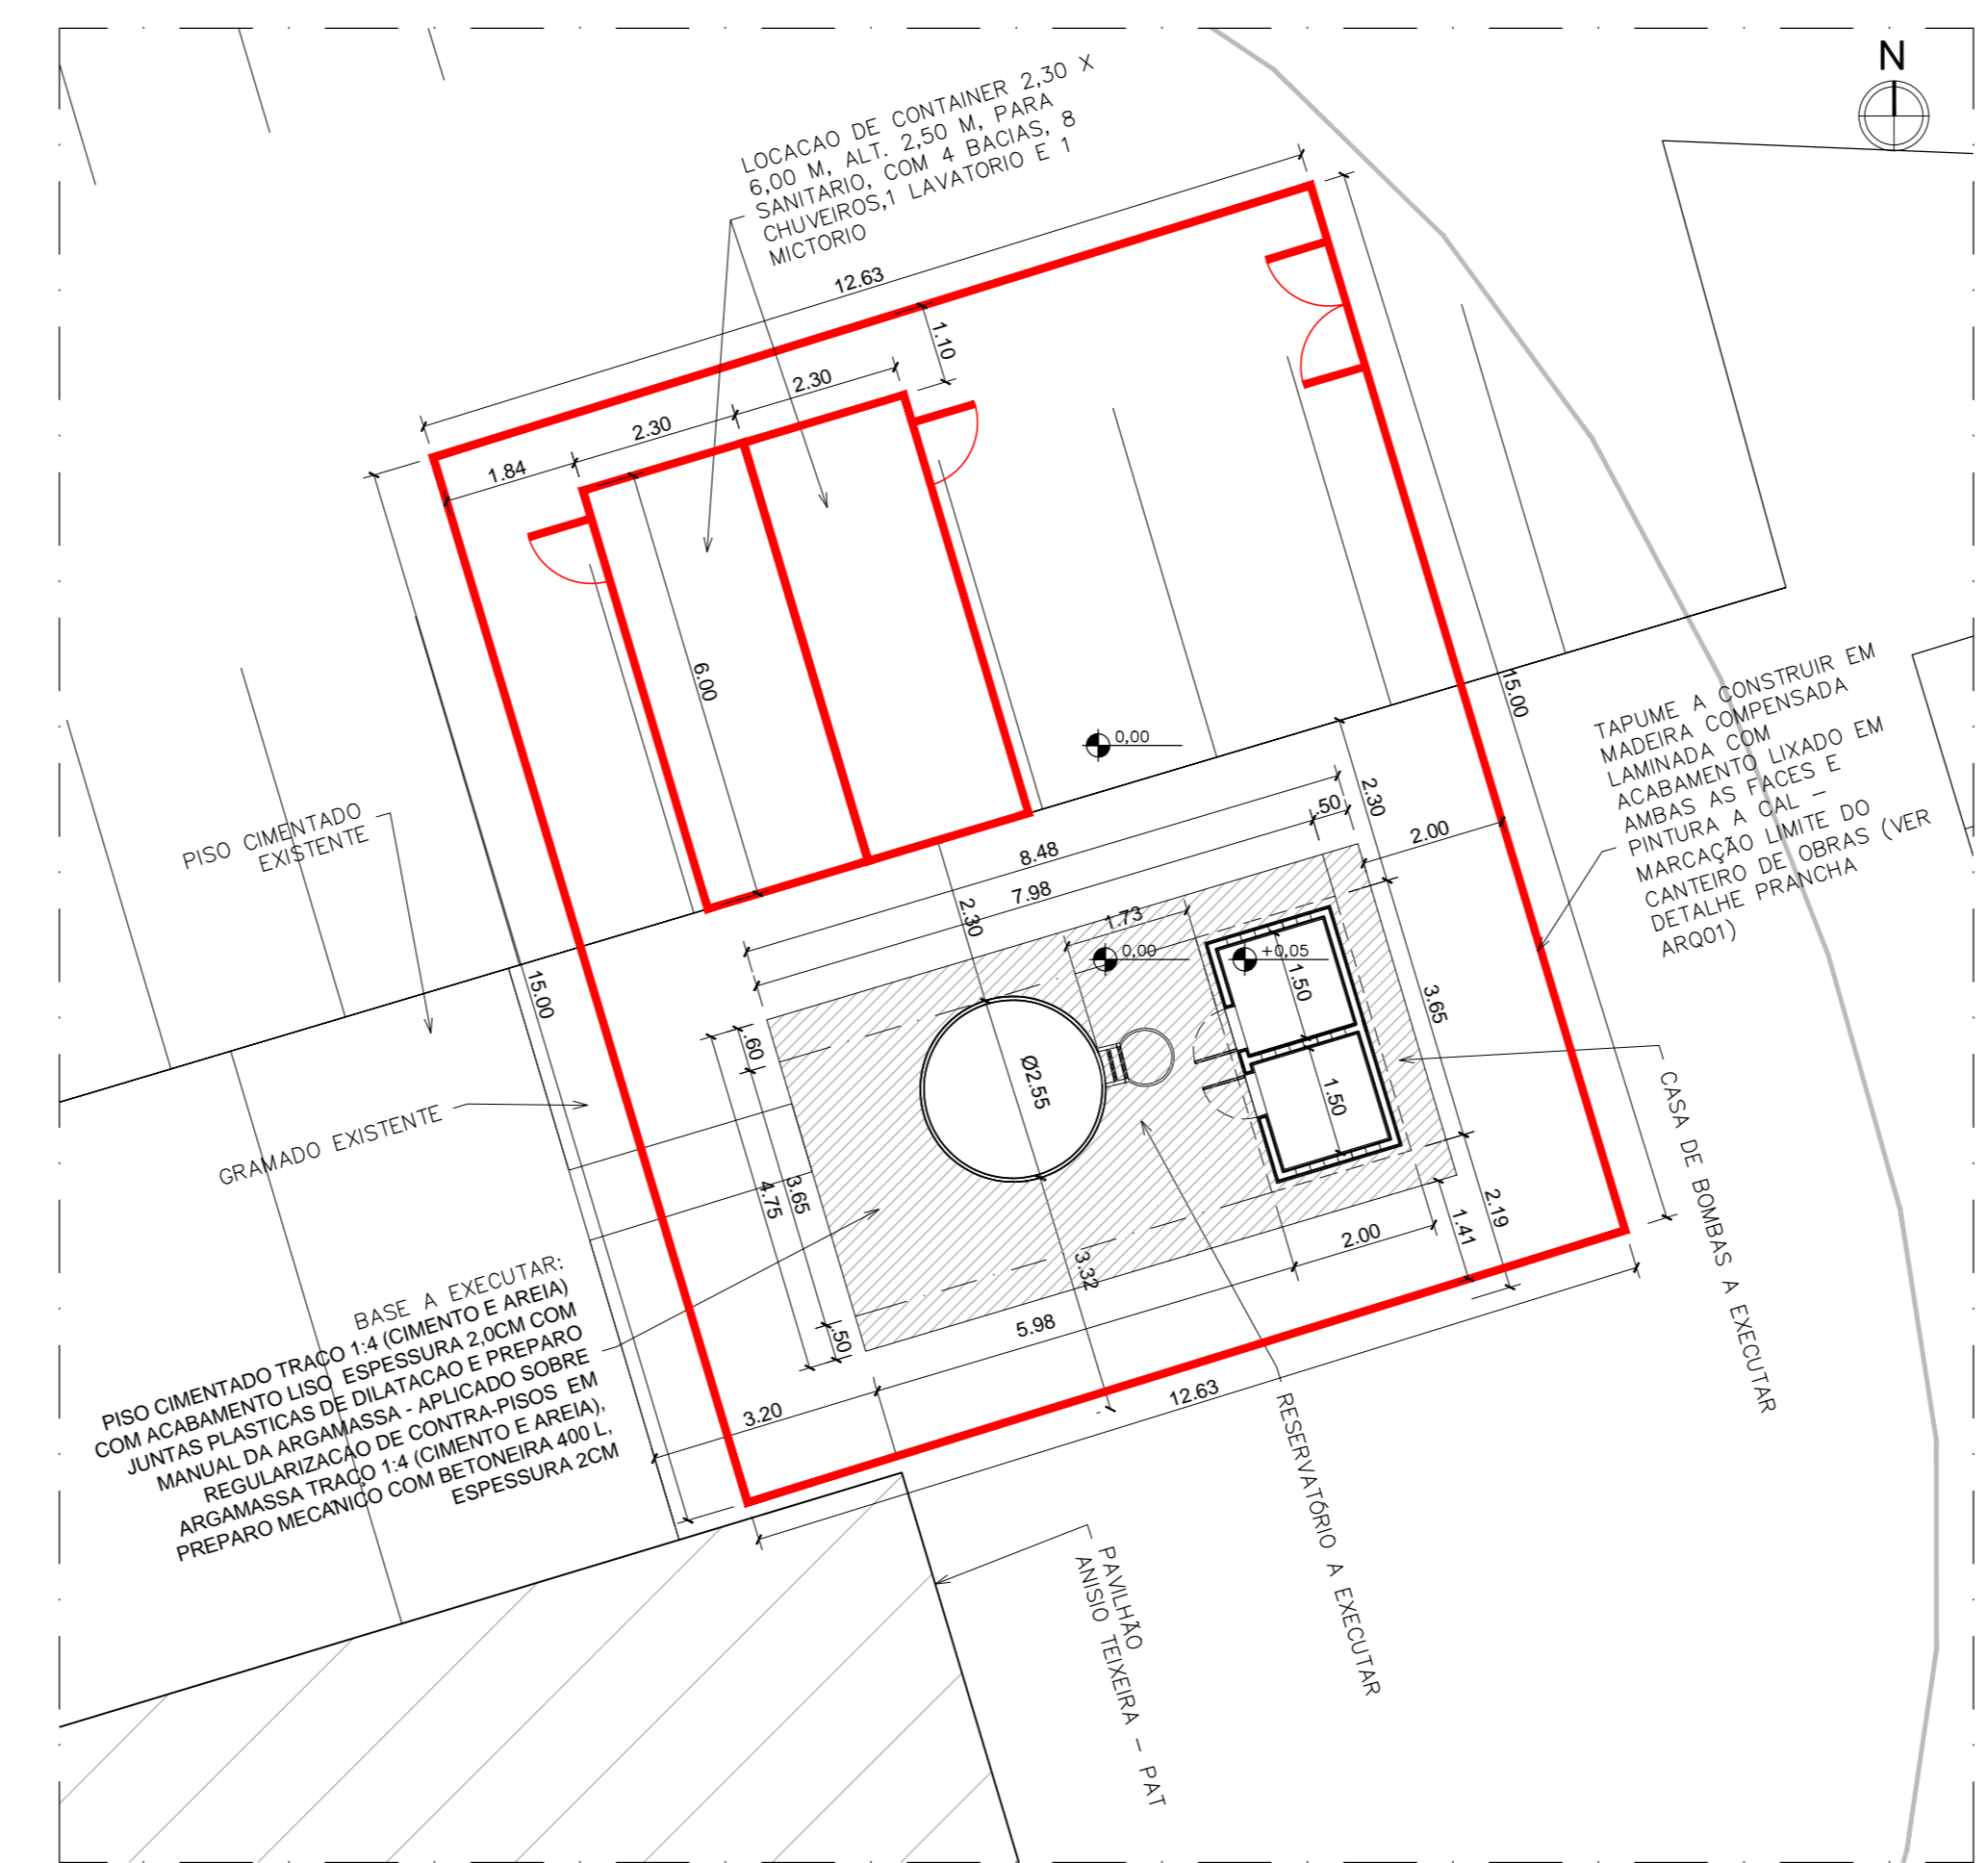 N
LOCACAO DE CONTAINER 2,30 X
6,00 M, ALT. 2,50 M, PARA
SANITARIO, COM 4 BACIAS, 8
CHUVEIROS,1 LAVATORIO E 1
MICTORIO
12.63
1.10
2.30
2.30
1.84
6.00
15.00
0,00
TAPUME A CONSTRUIR EM
MADEIRA COMPENSADA
LAMINADA COM
ACABAMENTO LIXADO EM
AMBAS AS FACES E
PINTURA A CAL –
MARCAÇÃO LIMITE DO
CANTEIRO DE OBRAS (VER
DETALHE PRANCHA
ARQ01)
PISO CIMENTADO
EXISTENTE
2.30
.50
2.00
8.48
7.98
2.30
1.73
0,00
+0,05
1.50
3.65
15.00
.60
Ø2.55
1.50
GRAMADO EXISTENTE
4.75
3.65
CASA DE BOMBAS A EXECUTAR
2.19
1.41
2.00
3.32
5.98
.50
BASE A EXECUTAR:
PISO CIMENTADO TRACO 1:4 (CIMENTO E AREIA)
COM ACABAMENTO LISO ESPESSURA 2,0CM COM
JUNTAS PLASTICAS DE DILATACAO E PREPARO
MANUAL DA ARGAMASSA - APLICADO SOBRE
REGULARIZACAO DE CONTRA-PISOS EM
ARGAMASSA TRAÇO 1:4 (CIMENTO E AREIA),
PREPARO MECANICO COM BETONEIRA 400 L,
ESPESSURA 2CM
3.20
12.63
RESERVATÓRIO A EXECUTAR
PAVILHÃO
ANISIO TEIXEIRA – PAT